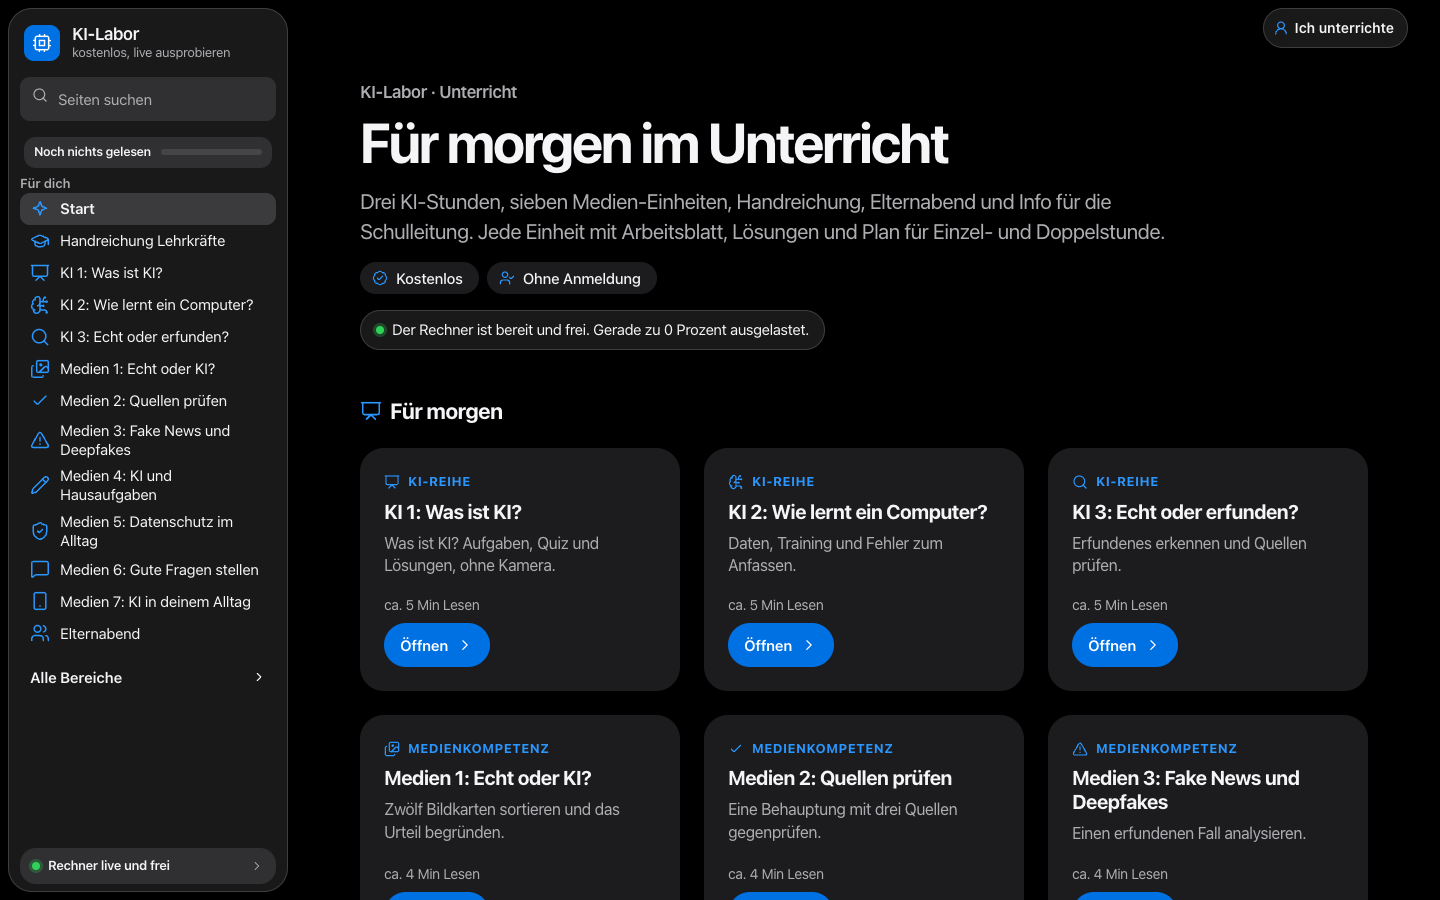 KI-Labor
kostenlos, live ausprobieren
Seiten suchen
Noch nichts gelesen
Für dich
Start
Handreichung Lehrkräfte
KI 1: Was ist KI?
KI 2: Wie lernt ein Computer?
KI 3: Echt oder erfunden?
Medien 1: Echt oder KI?
Medien 2: Quellen prüfen
Medien 3: Fake News und
Deepfakes
Medien 4: KI und
Hausaufgaben
Medien 5: Datenschutz im
Alltag
Medien 6: Gute Fragen stellen
Medien 7: KI in deinem Alltag
Elternabend
Alle Bereiche
Rechner live und frei
Ich unterrichte
KI-Labor · Unterricht
Für morgen im Unterricht
Drei KI-Stunden, sieben Medien-Einheiten, Handreichung, Elternabend und Info für die
Schulleitung. Jede Einheit mit Arbeitsblatt, Lösungen und Plan für Einzel- und Doppelstunde.
Kostenlos
Ohne Anmeldung
Der Rechner ist bereit und frei. Gerade zu 0 Prozent ausgelastet.
Für morgen
KI-REIHE
KI 1: Was ist KI?
Was ist KI? Aufgaben, Quiz und
Lösungen, ohne Kamera.
ca. 5 Min Lesen
Öffnen
KI-REIHE
KI 2: Wie lernt ein Computer?
Daten, Training und Fehler zum
Anfassen.
ca. 5 Min Lesen
Öffnen
KI-REIHE
KI 3: Echt oder erfunden?
Erfundenes erkennen und Quellen
prüfen.
ca. 5 Min Lesen
Öffnen
MEDIENKOMPETENZ
Medien 1: Echt oder KI?
Zwölf Bildkarten sortieren und das
Urteil begründen.
ca. 4 Min Lesen
MEDIENKOMPETENZ
Medien 2: Quellen prüfen
Eine Behauptung mit drei Quellen
gegenprüfen.
ca. 4 Min Lesen
MEDIENKOMPETENZ
Medien 3: Fake News und
Deepfakes
Einen erfundenen Fall analysieren.
ca. 4 Min Lesen